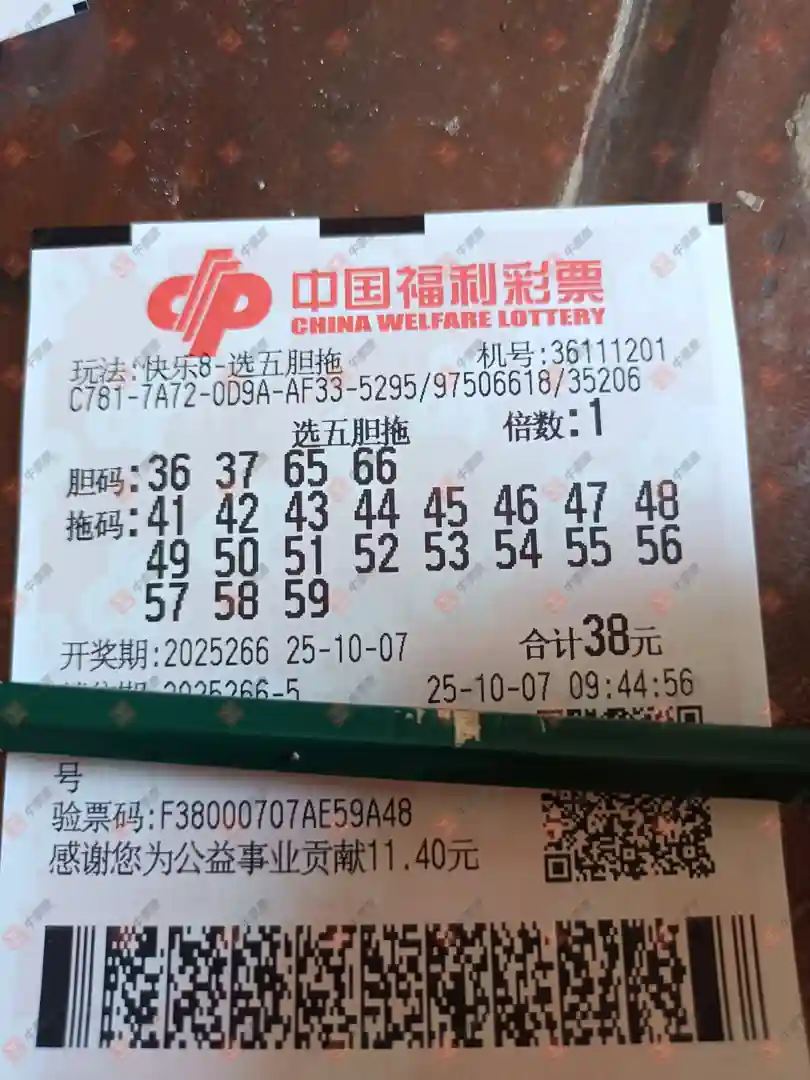 中国福利彩票
CHINA WELFARE LOTTERY
玩法:快乐8-选五胆拖 机号:36111201
C781-7A72-0D9A-AF33-5295/97506618/35206
选五胆拖 倍数:1
胆码:36 37 65 66
拖码:41 42 43 44 45 46 47 48
49 50 51 52 53 54 55 56
57 58 59
开奖期:2025266 25-10-07 合计38元
2025266-5 25-10-07 09:44:56
号
验票码:F38000707AE59A48
感谢您为公益事业贡献11.40元